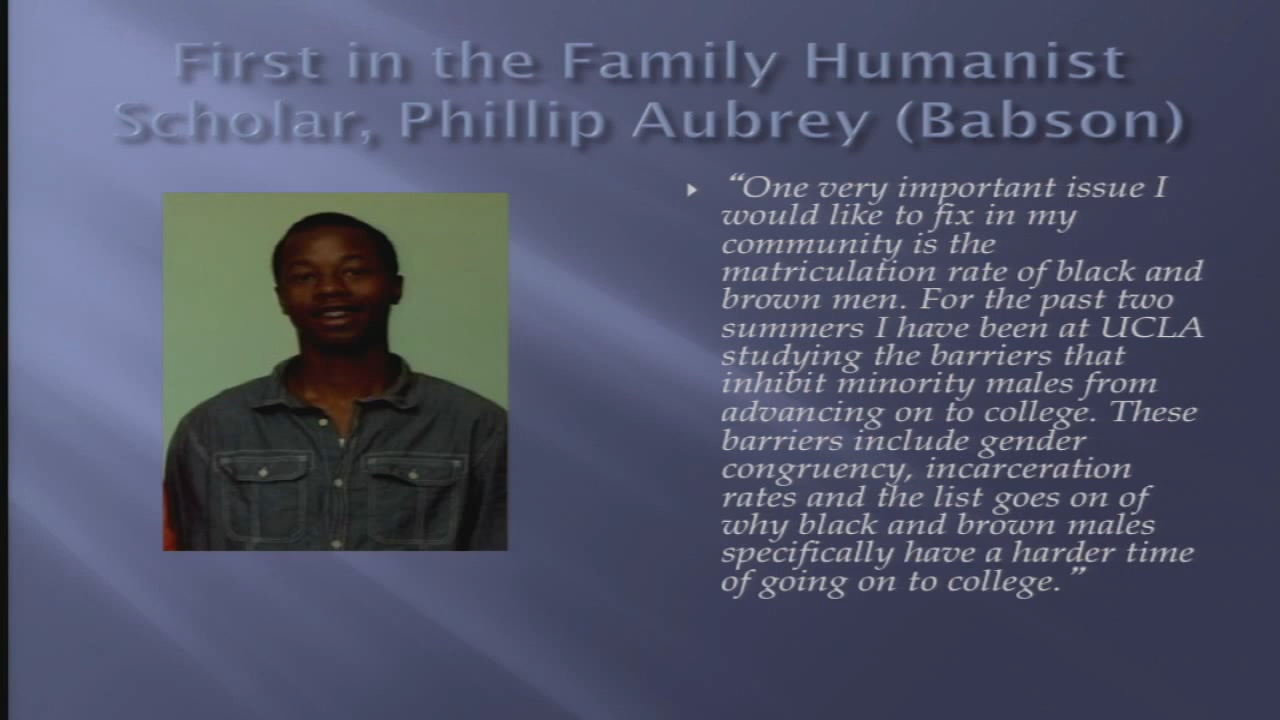 First in the Family Humanist
Scholar, Phillip Aubrey (Babson)
“One very important issue I
would like to fix in my
community is the
matriculation rate of black and
brown men. For the past two
summers I have been at UCLA
studying the barriers that
inhibit minority males from
advancing on to college. These
barriers include gender
congruency, incarceration
rates and the list goes on of
why black and brown males
specifically have a harder time
of going on to college.”